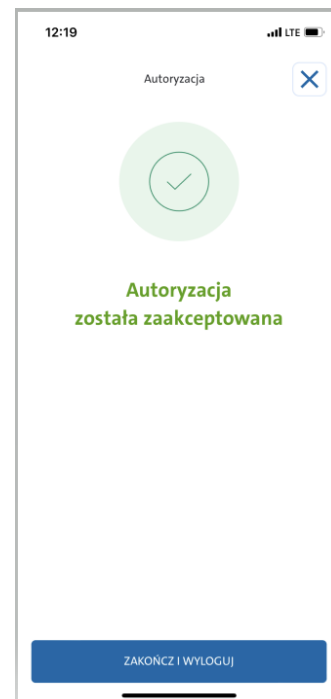 12:19
LTE
Autoryzacja
Autoryzacja
została zaakceptowana
ZAKOŃCZ I WYLOGUJ